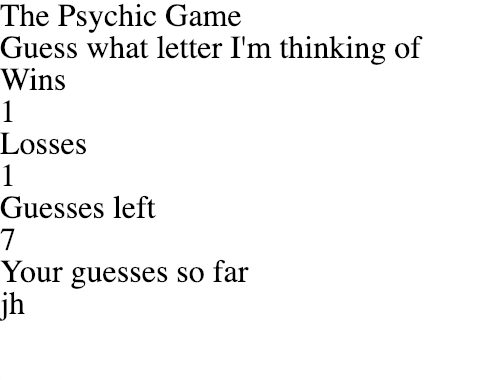 The Psychic Game
Guess what letter I'm thinking of
Wins
1
Losses
1
Guesses left
7
Your guesses so far
jh